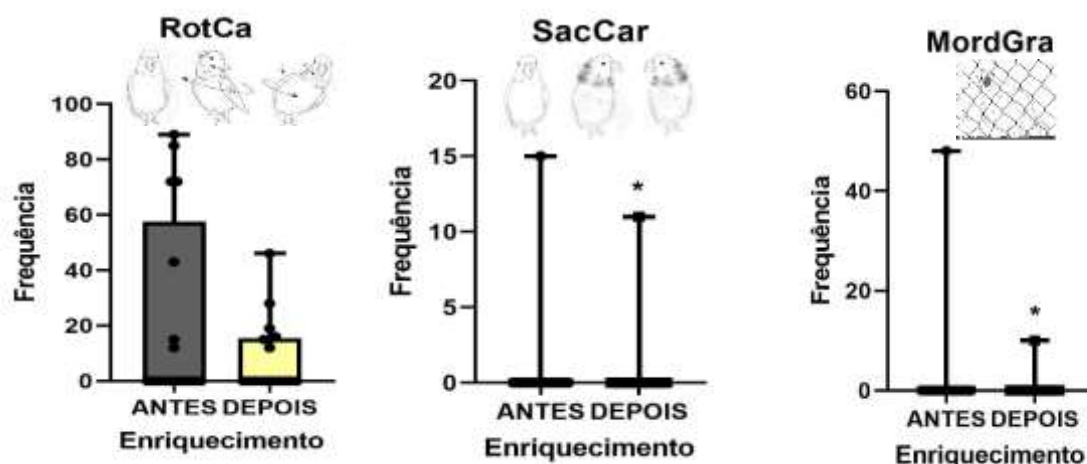 RotCa
Frequência
100
80
60
40
20
0
ANTES DEPOIS
Enriquecimento
SacCar
Frequência
20
15
10
5
0
*
ANTES DEPOIS
Enriquecimento
MordGra
Frequência
60
40
20
0
*
ANTES DEPOIS
Enriquecimento